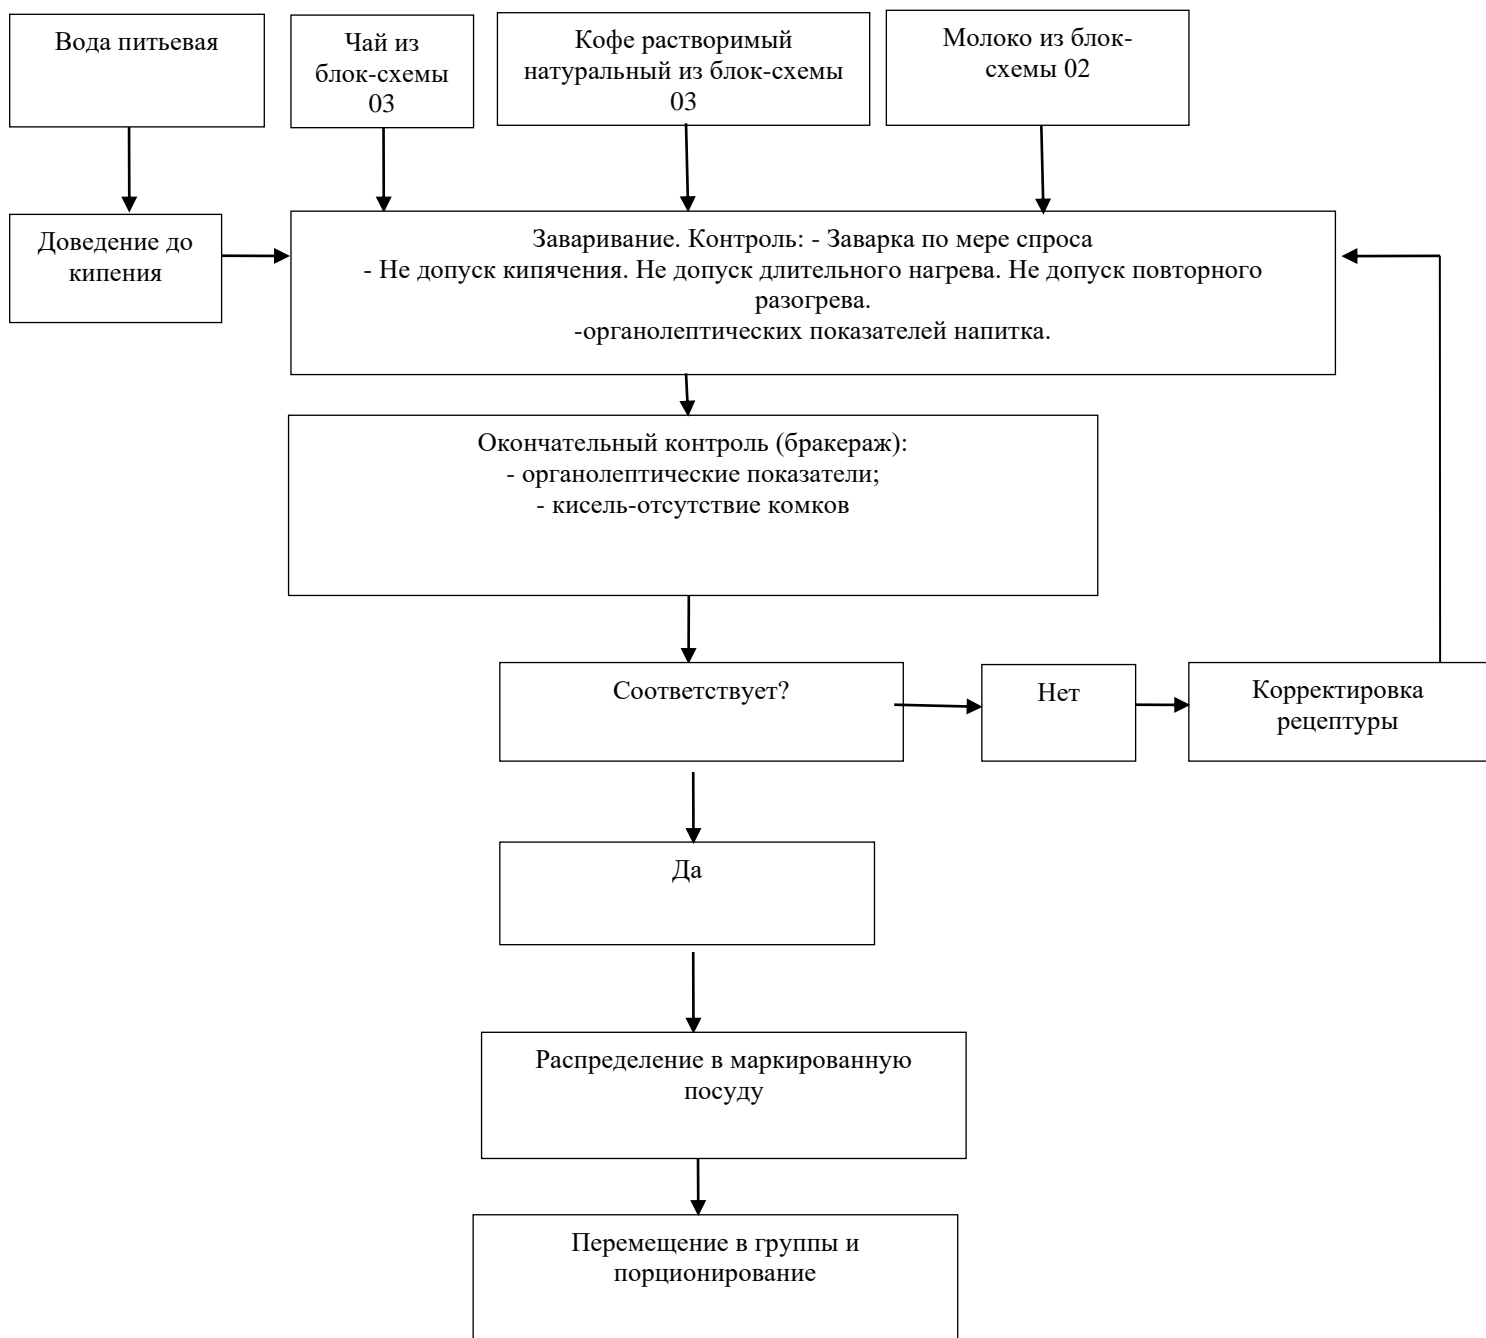 Вода питьевая
Чай из
блок-схемы
03
Кофе растворимый
натуральный из блок-схемы
03
Молоко из блок-
схемы 02
Доведение до
кипения
Заваривание. Контроль: - Заварка по мере спроса
- Не допуск кипячения. Не допуск длительного нагрева. Не допуск повторного
разогрева.
-органолептических показателей напитка.
Окончательный контроль (бракераж):
- органолептические показатели;
- кисель-отсутствие комков
Соответствует?
Нет
Корректировка
рецептуры
Да
Распределение в маркированную
посуду
Перемещение в группы и
порционирование